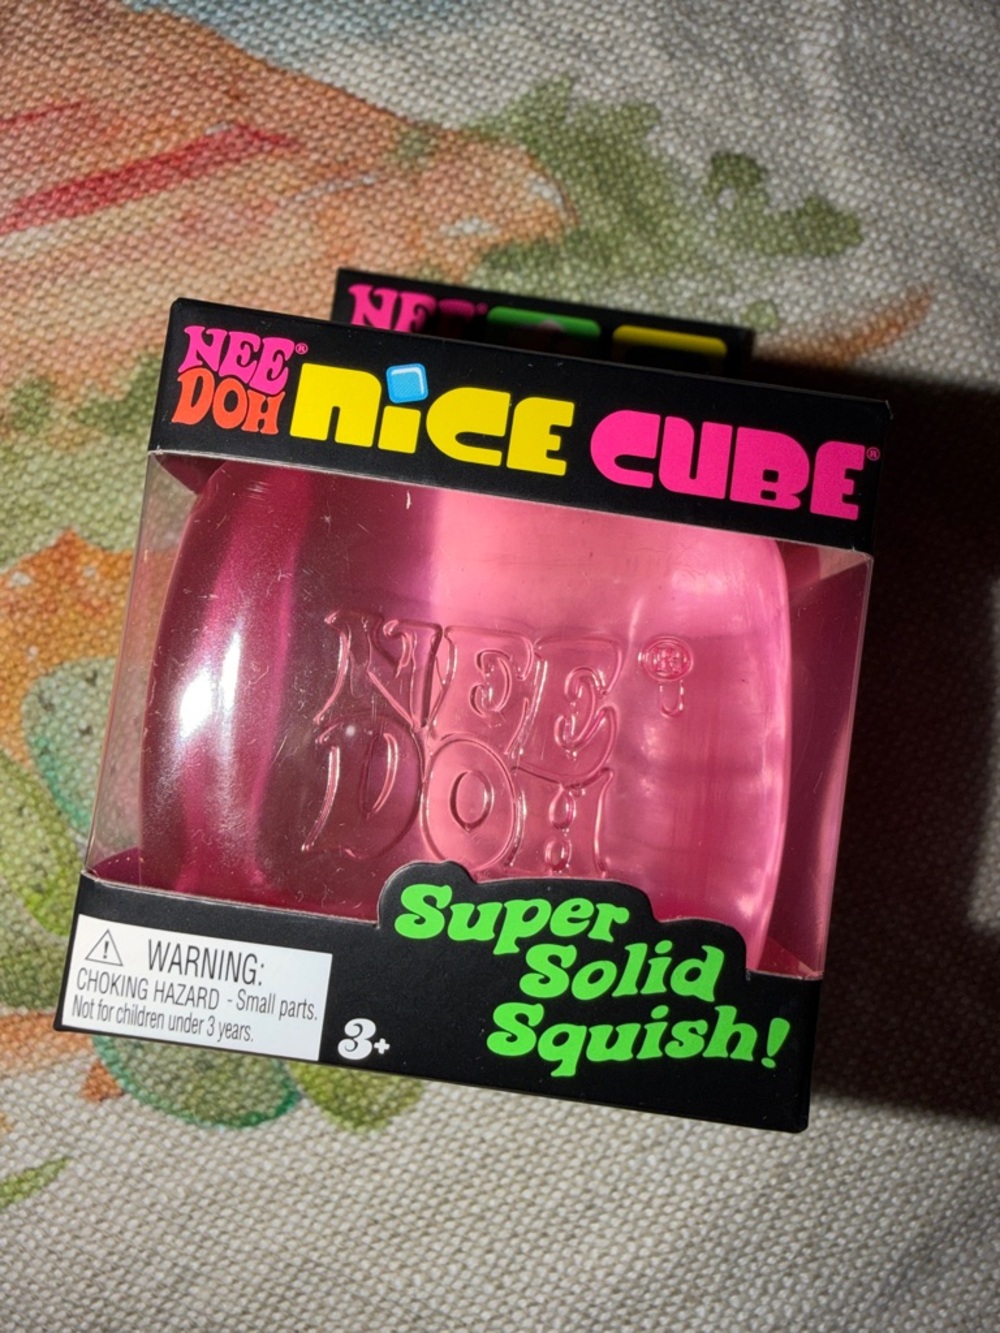 NEE
NEE®
DOH
NiCE CUBE®
NEE ®
DOH
Super
Solid
Squish!
WARNING:
CHOKING HAZARD - Small parts.
Not for children under 3 years.
3+